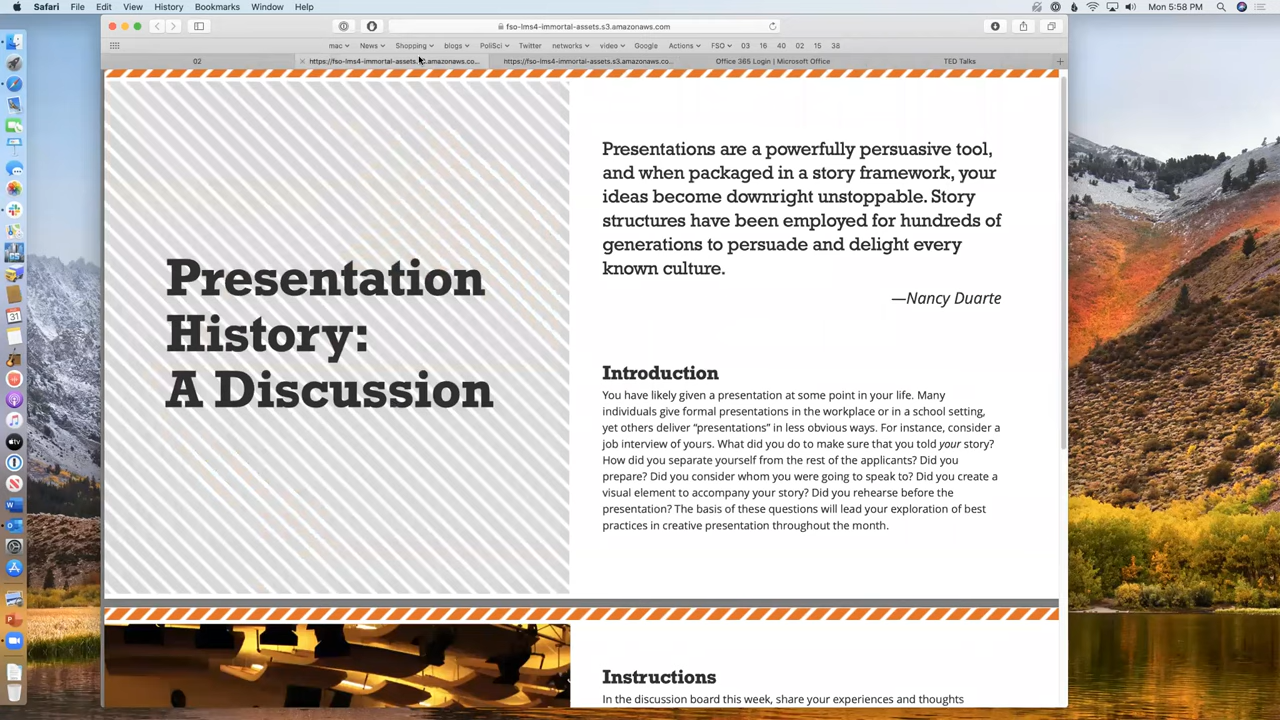 Safari File Edit View History Bookmarks Window Help
Mon 5:58 PM
fso-lms4-immortal-assets.s3.amazonaws.com
mac News Shopping blogs PoliSci Twitter networks video Google Actions FSO 03 16 40 02 15 38
02 https://fso-lms4-immortal-assets.s3.amazonaws.co... https://fso-lms4-immortal-assets.s3.amazonaws.co... Office 365 Login | Microsoft Office TED Talks
Presentation
History:
A Discussion
Presentations are a powerfully persuasive tool,
and when packaged in a story framework, your
ideas become downright unstoppable. Story
structures have been employed for hundreds of
generations to persuade and delight every
known culture.
—Nancy Duarte
Introduction
You have likely given a presentation at some point in your life. Many
individuals give formal presentations in the workplace or in a school setting,
yet others deliver “presentations” in less obvious ways. For instance, consider a
job interview of yours. What did you do to make sure that you told your story?
How did you separate yourself from the rest of the applicants? Did you
prepare? Did you consider whom you were going to speak to? Did you create a
visual element to accompany your story? Did you rehearse before the
presentation? The basis of these questions will lead your exploration of best
practices in creative presentation throughout the month.
Instructions
In the discussion board this week, share your experiences and thoughts